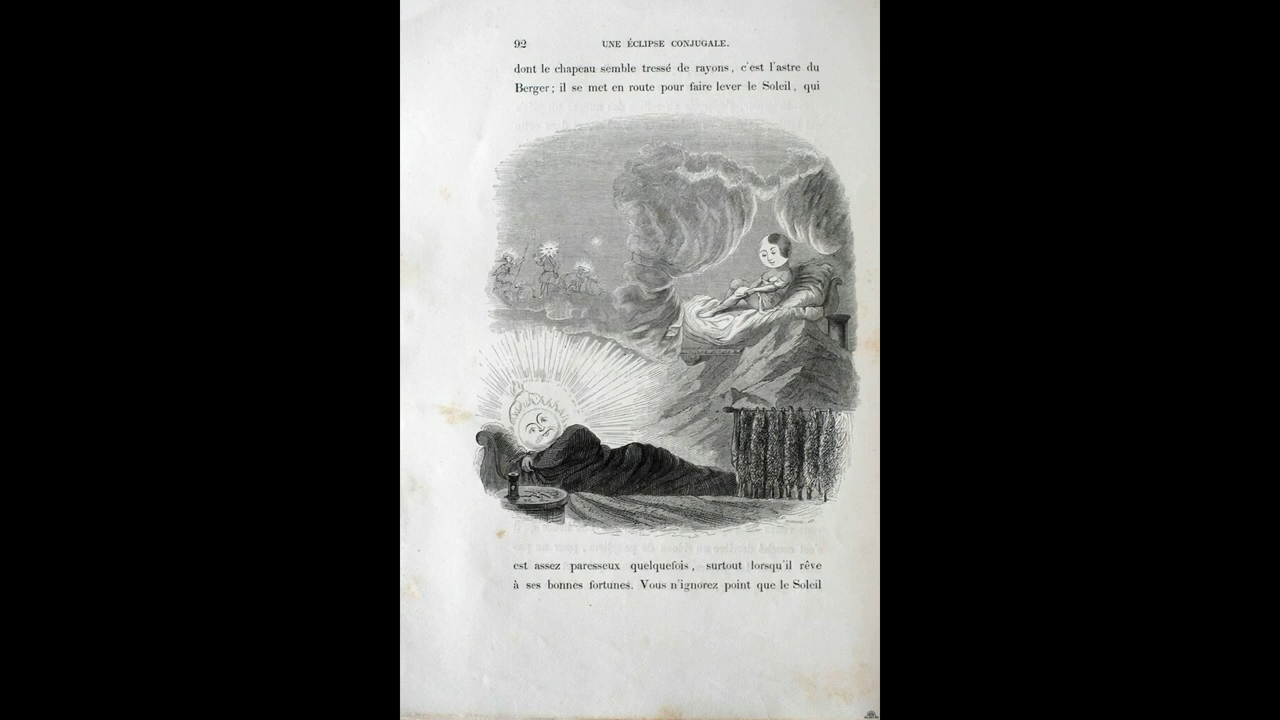 92 UNE ÉCLIPSE CONJUGALE.
dont le chapeau semble tressé de rayons, c'est l'astre du
Berger; il se met en route pour faire lever le Soleil, qui
est assez paresseux quelquefois, surtout lorsqu'il rêve
à ses bonnes fortunes. Vous n'ignorez point que le Soleil